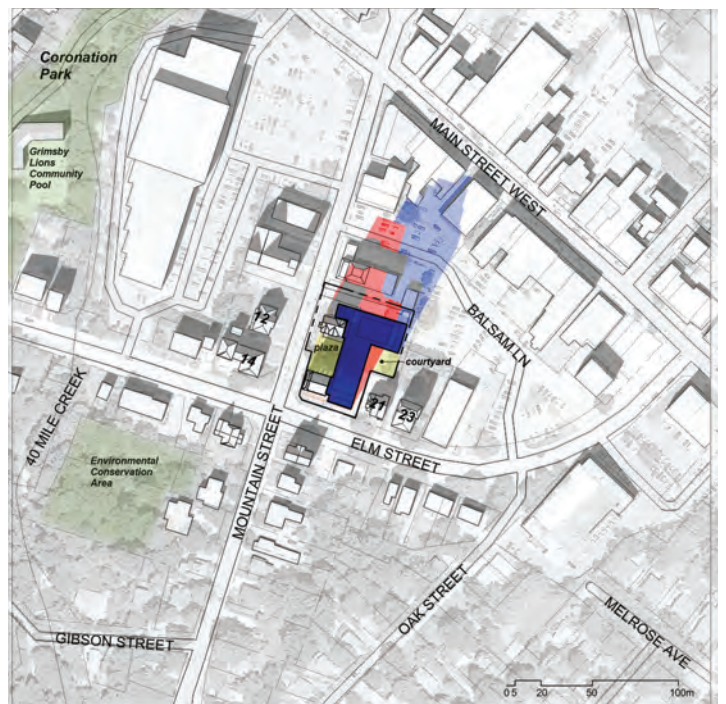 Coronation
Park
Grimsby
Lions
Community
Pool
MAIN STREET WEST
BALSAM LN
12
14
plaza
courtyard
21
23
ELM STREET
40 MILE CREEK
Environmental
Conservation
Area
MOUNTAIN STREET
OAK STREET
GIBSON STREET
MELROSE AVE
0 5 20 50 100m